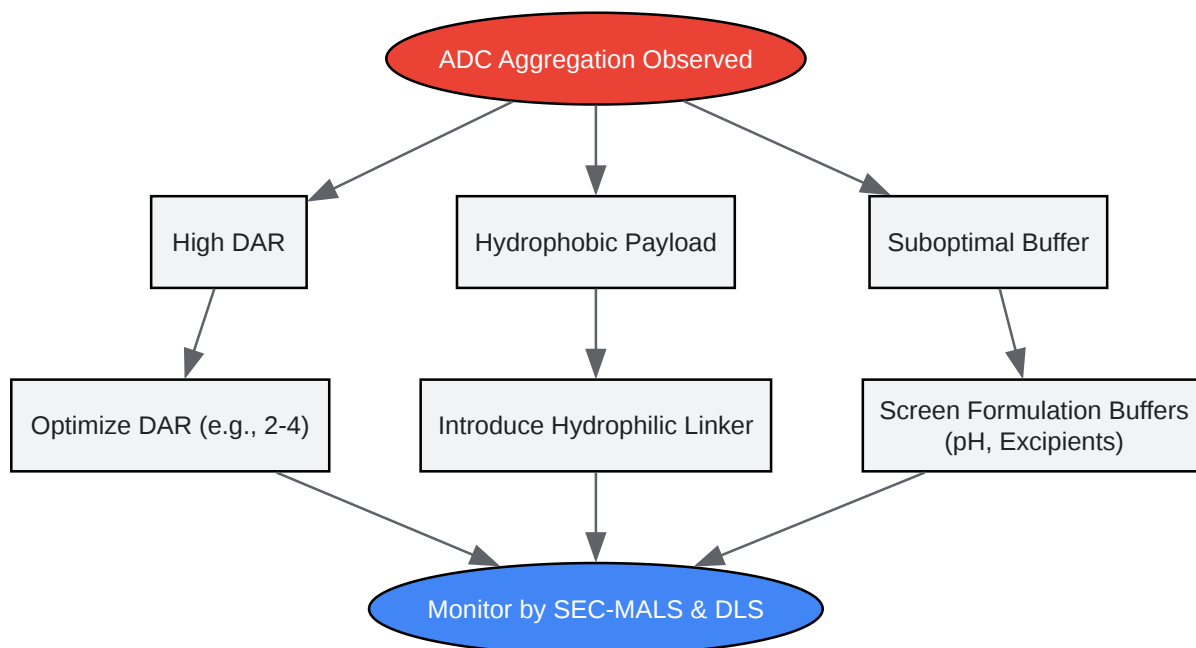 ADC Aggregation Observed
High DAR
Hydrophobic Payload
Suboptimal Buffer
Optimize DAR (e.g., 2-4)
Introduce Hydrophilic Linker
Screen Formulation Buffers
(pH, Excipients)
Monitor by SEC-MALS & DLS